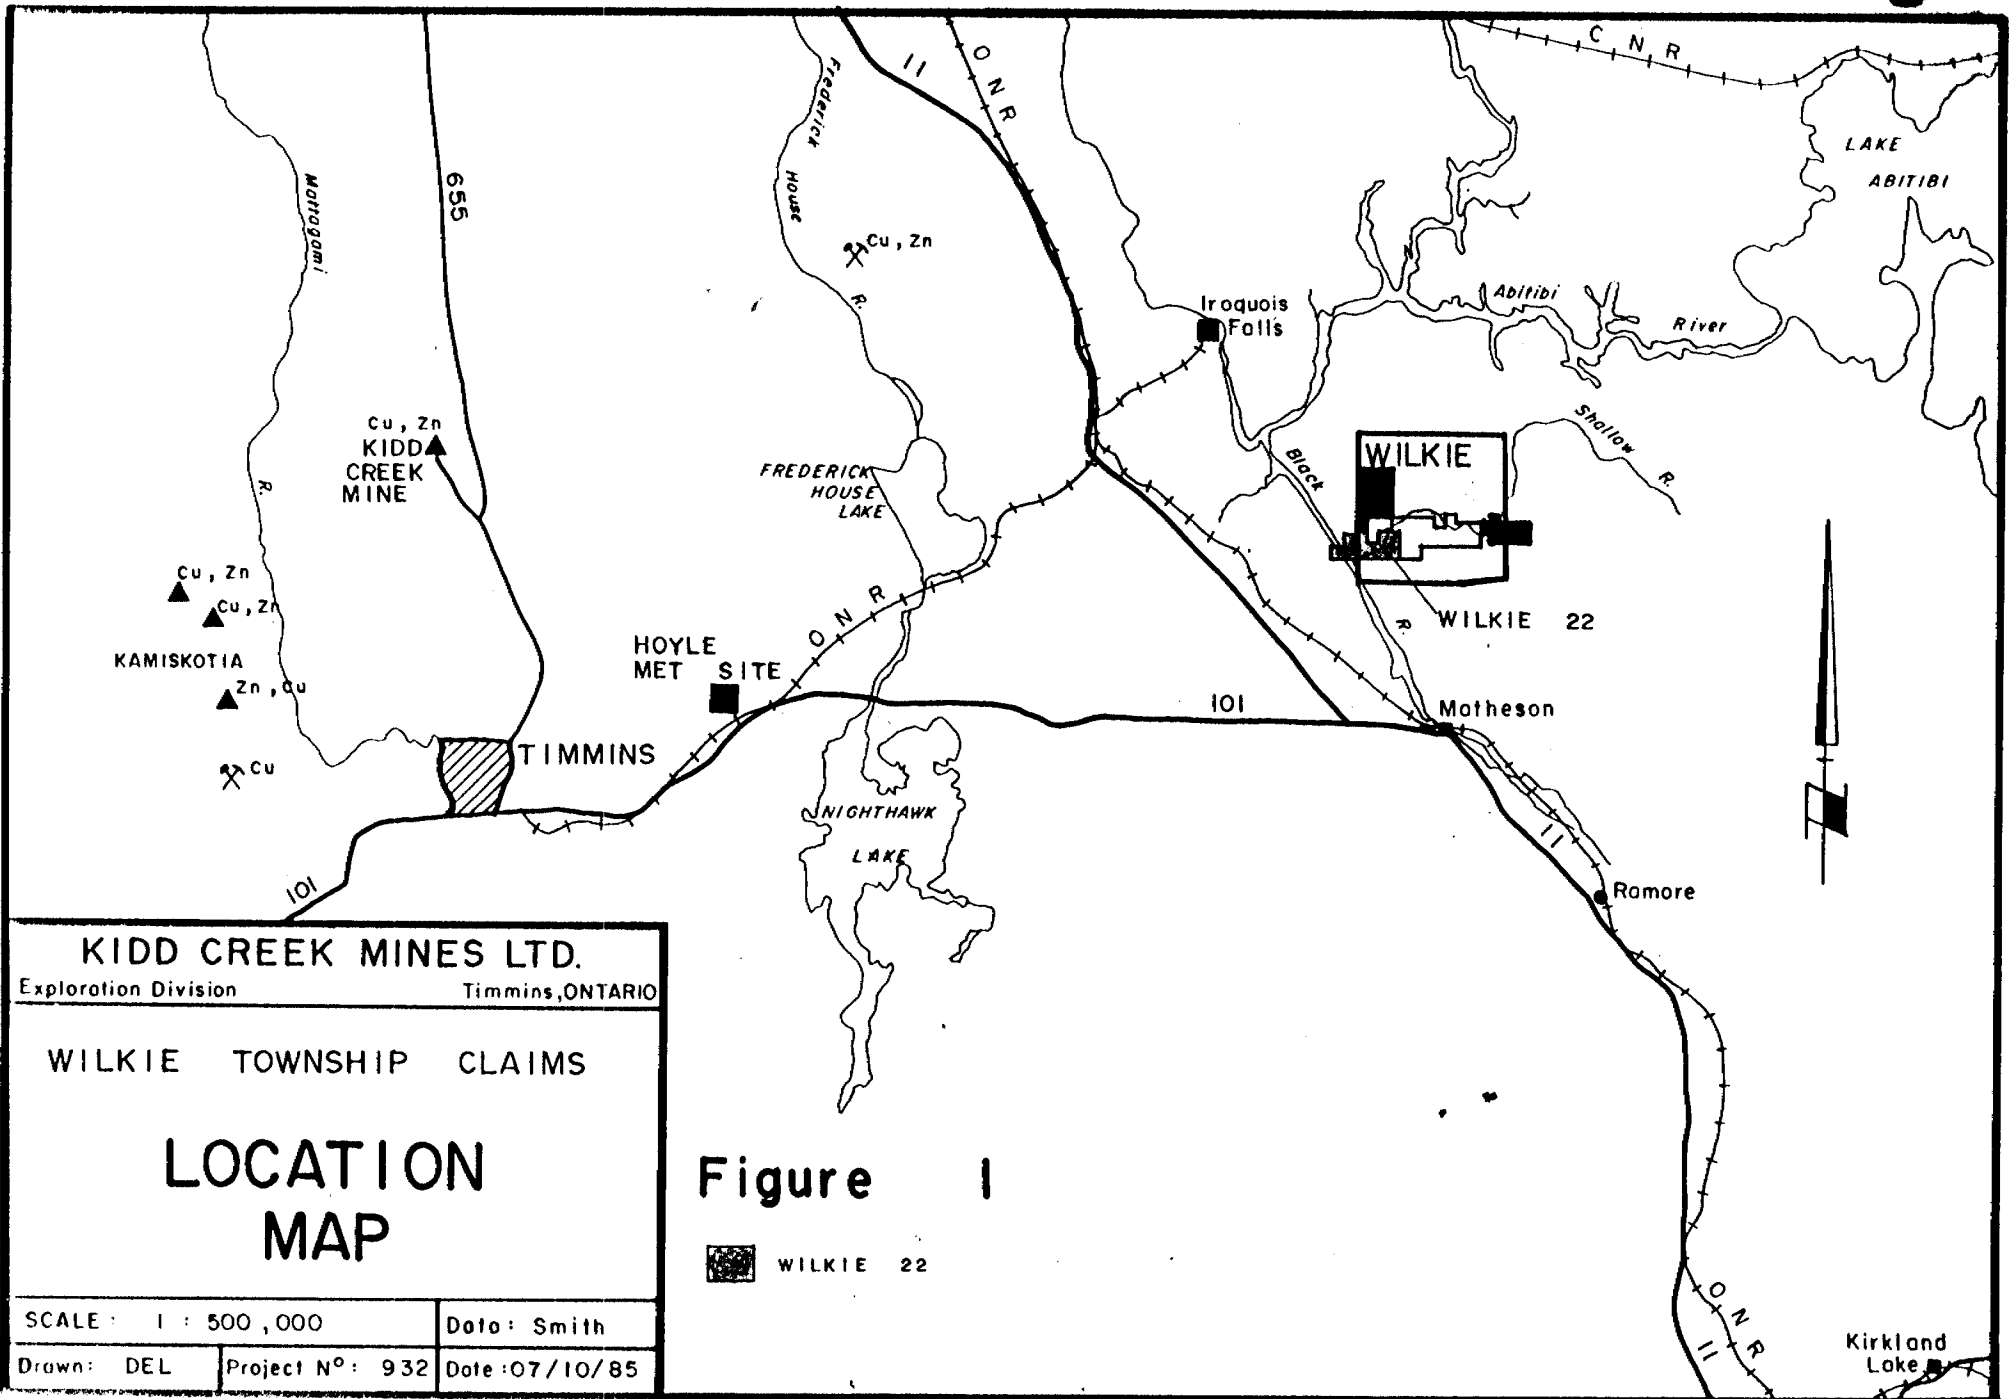 C N R
O N R
11
Frederick
House
R.
655
Mattagami
R.
LAKE
ABITIBI
Cu, Zn
Iroquois
Falls
Abitibi
River
Cu, Zn
KIDD
CREEK
MINE
Shallow
R.
WILKIE
Black
R.
FREDERICK
HOUSE
LAKE
Cu, Zn
Cu, Zn
KAMISKOTIA
Zn, Cu
Cu
O N R
WILKIE 22
HOYLE
MET SITE
101
Matheson
TIMMINS
NIGHTHAWK
LAKE
11
Ramore
101
KIDD CREEK MINES LTD.
Exploration Division Timmins, ONTARIO
WILKIE TOWNSHIP CLAIMS
LOCATION
MAP
SCALE: 1 : 500,000
Data: Smith
Drawn: DEL
Project Nº: 932
Date: 07/10/85
Figure 1
WILKIE 22
O N R
11
Kirkland
Lake